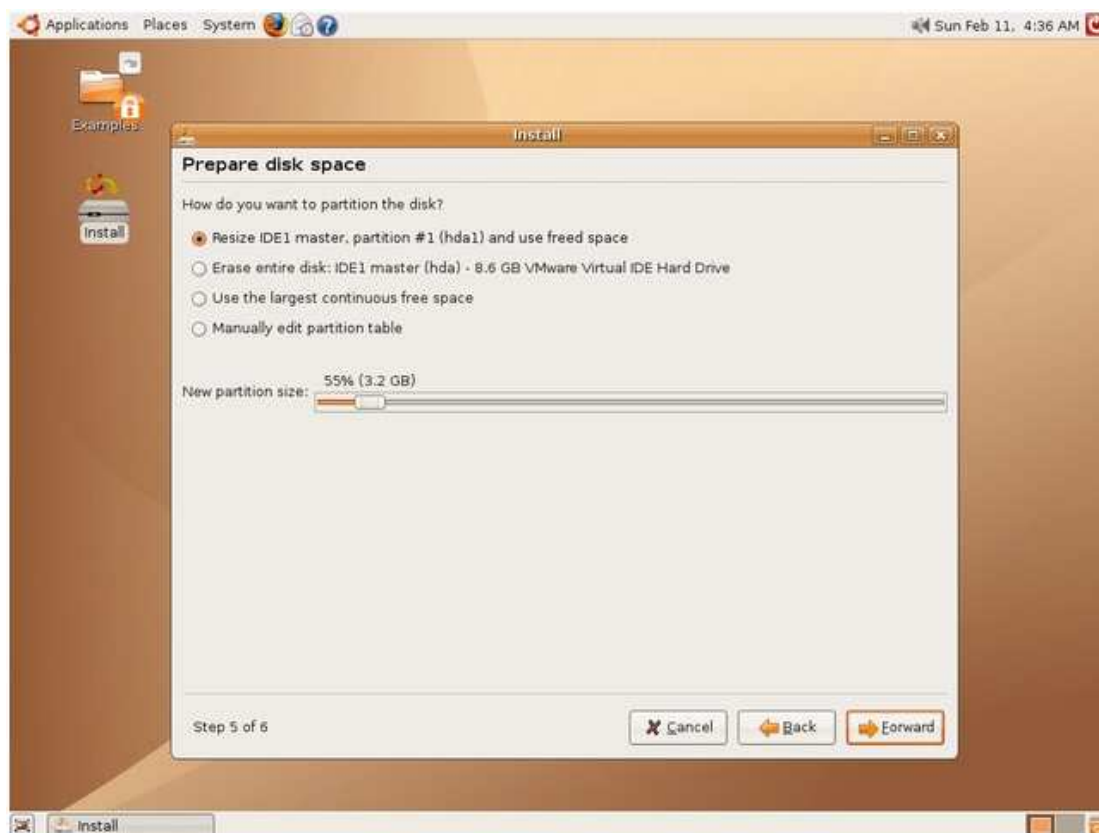 Applications Places System
Sun Feb 11, 4:36 AM
Examples
Install
Install
Prepare disk space
How do you want to partition the disk?
Resize IDE1 master, partition #1 (hda1) and use freed space
Erase entire disk: IDE1 master (hda) - 8.6 GB VMware Virtual IDE Hard Drive
Use the largest continuous free space
Manually edit partition table
55% (3.2 GB)
New partition size:
Step 5 of 6
Cancel
Back
Forward
Install